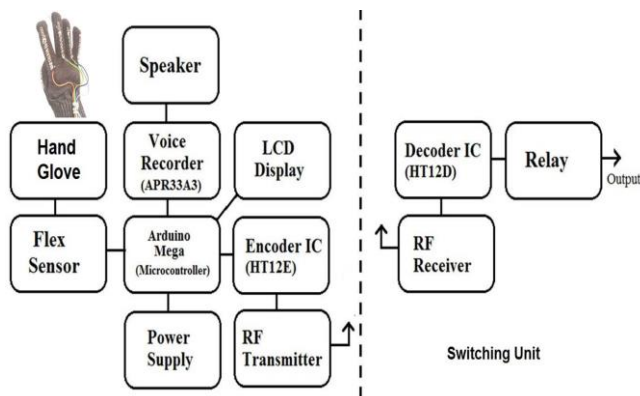 Speaker
Hand
Glove
Voice
Recorder
(APR33A3)
LCD
Display
Flex
Sensor
Arduino
Mega
(Microcontroller)
Encoder IC
(HT12E)
Power
Supply
RF
Transmitter
Decoder IC
(HT12D)
Relay
Output
RF
Receiver
Switching Unit